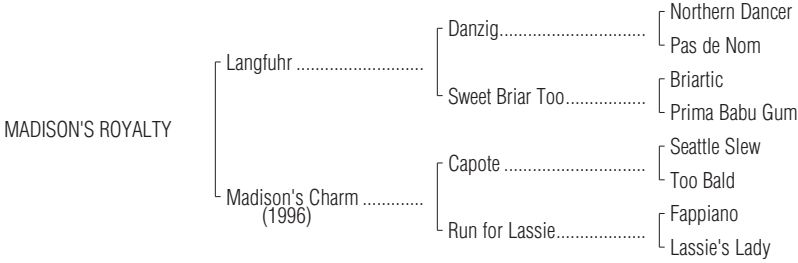 Northern Dancer
Danzig..............................
Pas de Nom
Langfuhr ..........................
Briartic
Sweet Briar Too.................
Prima Babu Gum
MADISON'S ROYALTY
Seattle Slew
Capote .............................
Too Bald
Madison's Charm .............
(1996)
Fappiano
Run for Lassie...................
Lassie's Lady